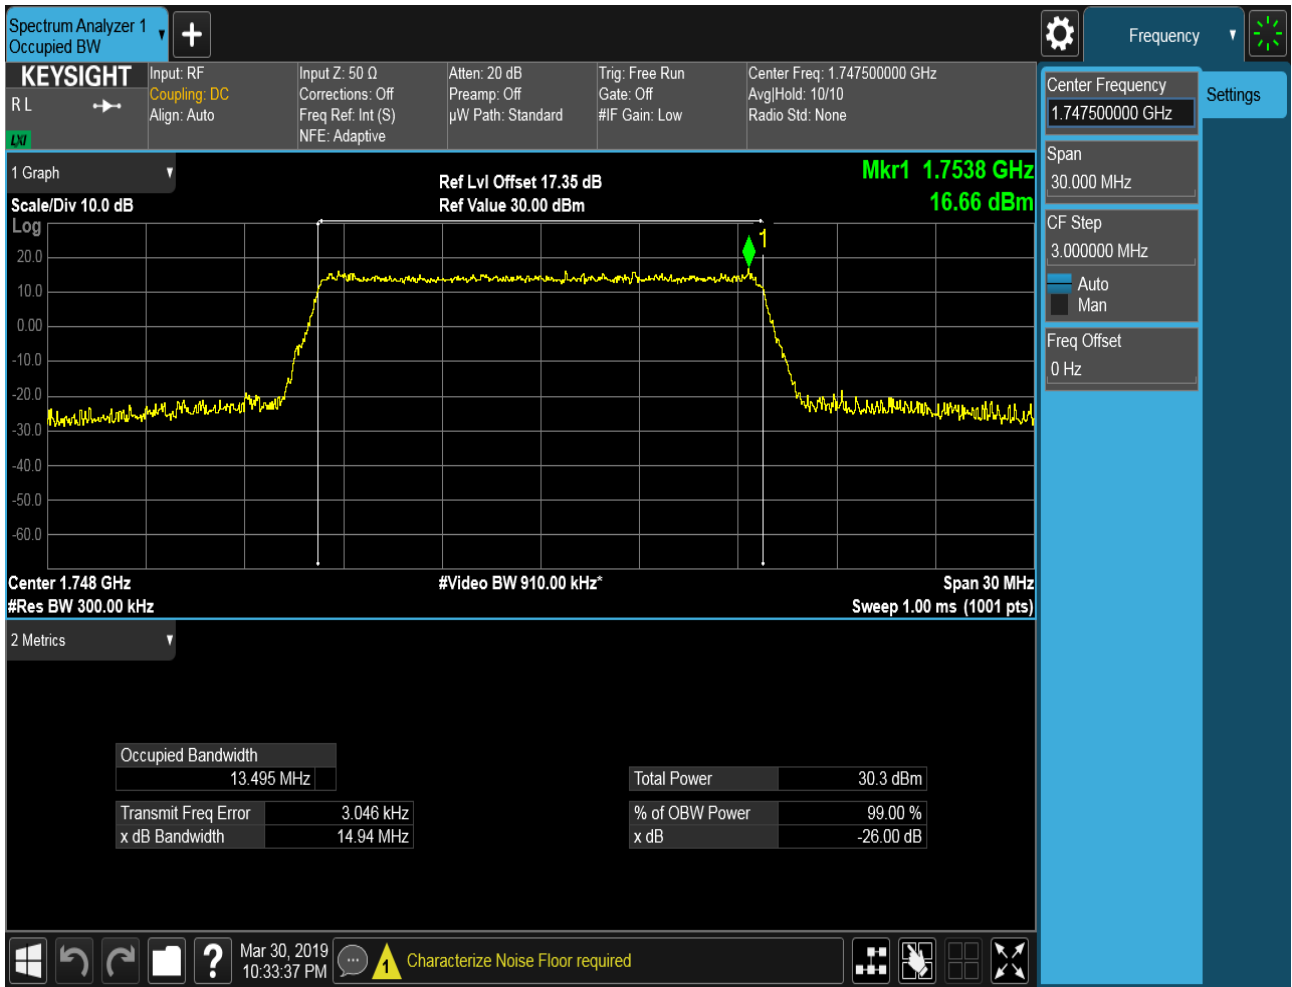 Spectrum Analyzer 1
Occupied BW
Frequency
KEYSIGHT
R L
LXI
Input: RF
Coupling: DC
Align: Auto
Input Z: 50 Ω
Corrections: Off
Freq Ref: Int (S)
NFE: Adaptive
Atten: 20 dB
Preamp: Off
µW Path: Standard
Trig: Free Run
Gate: Off
#IF Gain: Low
Center Freq: 1.747500000 GHz
Avg|Hold: 10/10
Radio Std: None
Center Frequency
1.747500000 GHz
Settings
Span
30.000 MHz
CF Step
3.000000 MHz
Auto
Man
Freq Offset
0 Hz
1 Graph
Scale/Div 10.0 dB
Ref Lvl Offset 17.35 dB
Ref Value 30.00 dBm
Mkr1 1.7538 GHz
16.66 dBm
Log
1
20.0
10.0
0.00
-10.0
-20.0
-30.0
-40.0
-50.0
-60.0
Center 1.748 GHz
#Video BW 910.00 kHz*
Span 30 MHz
#Res BW 300.00 kHz
Sweep 1.00 ms (1001 pts)
2 Metrics
Occupied Bandwidth
13.495 MHz
Transmit Freq Error 3.046 kHz
x dB Bandwidth 14.94 MHz
Total Power 30.3 dBm
% of OBW Power 99.00 %
x dB -26.00 dB
?
Mar 30, 2019
10:33:37 PM
1
Characterize Noise Floor required